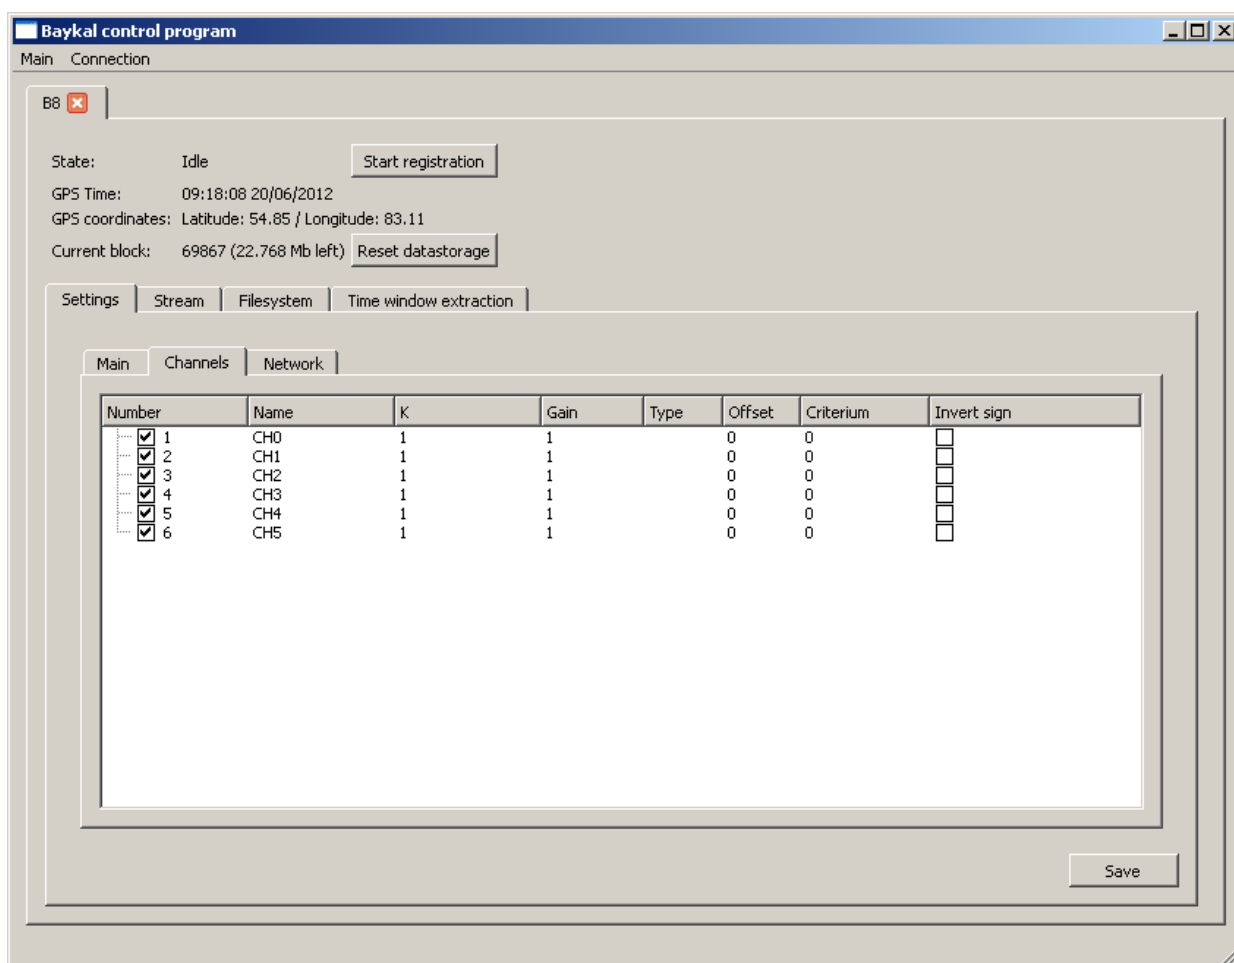 Baykal control program
Main Connection
B8
State: Idle Start registration
GPS Time: 09:18:08 20/06/2012
GPS coordinates: Latitude: 54.85 / Longitude: 83.11
Current block: 69867 (22.768 Mb left) Reset datastorage
Settings Stream Filesystem Time window extraction
Main Channels Network
Number Name K Gain Type Offset Criterium Invert sign
1 CH0 1 1 0 0
2 CH1 1 1 0 0
3 CH2 1 1 0 0
4 CH3 1 1 0 0
5 CH4 1 1 0 0
6 CH5 1 1 0 0
Save